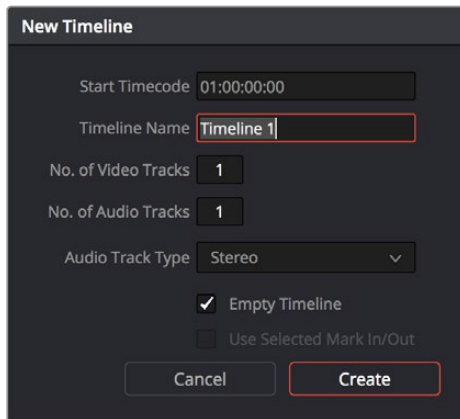 New Timeline
Start Timecode 01:00:00:00
Timeline Name Timeline 1
No. of Video Tracks 1
No. of Audio Tracks 1
Audio Track Type Stereo
Empty Timeline
Use Selected Mark In/Out
Cancel Create